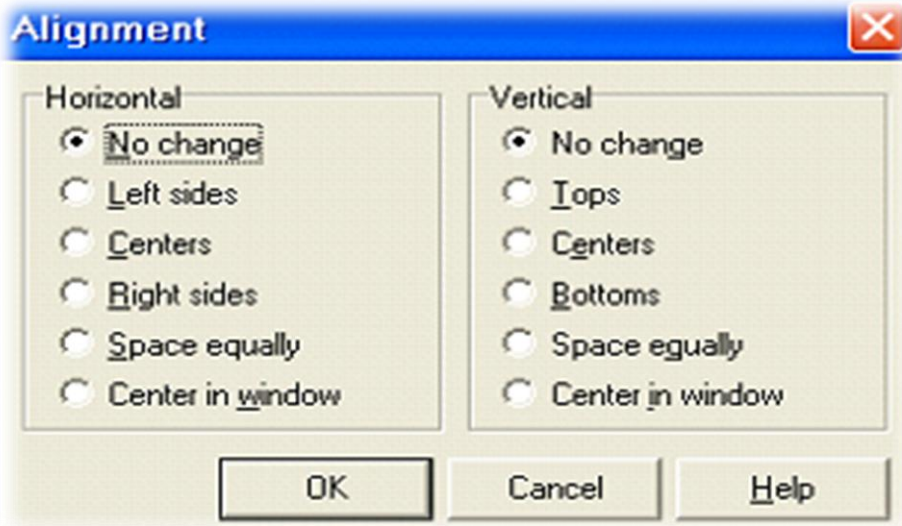 Alignment
Horizontal
No change
Left sides
Centers
Right sides
Space equally
Center in window
Vertical
No change
Tops
Centers
Bottoms
Space equally
Center in window
OK
Cancel
Help